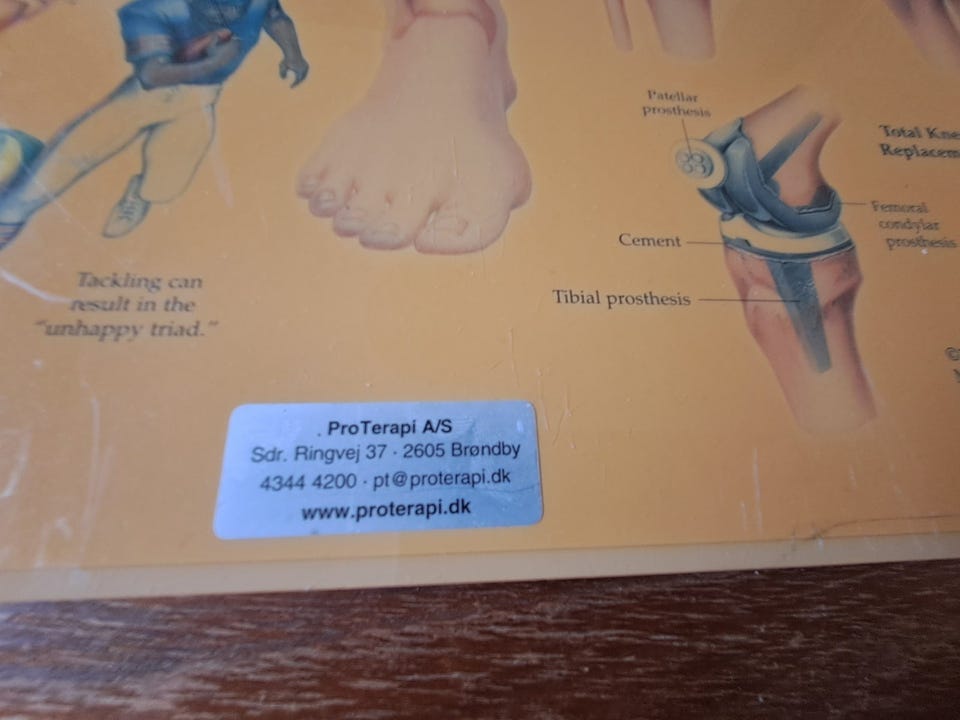 Patellar
prosthesis
Total Kne
Replacem
Femoral
condylar
prosthesis
Cement
Tibial prosthesis
Tackling can
result in the
“unhappy triad.”
ProTerapi A/S
Sdr. Ringvej 37 · 2605 Brøndby
4344 4200 · pt@proterapi.dk
www.proterapi.dk
©